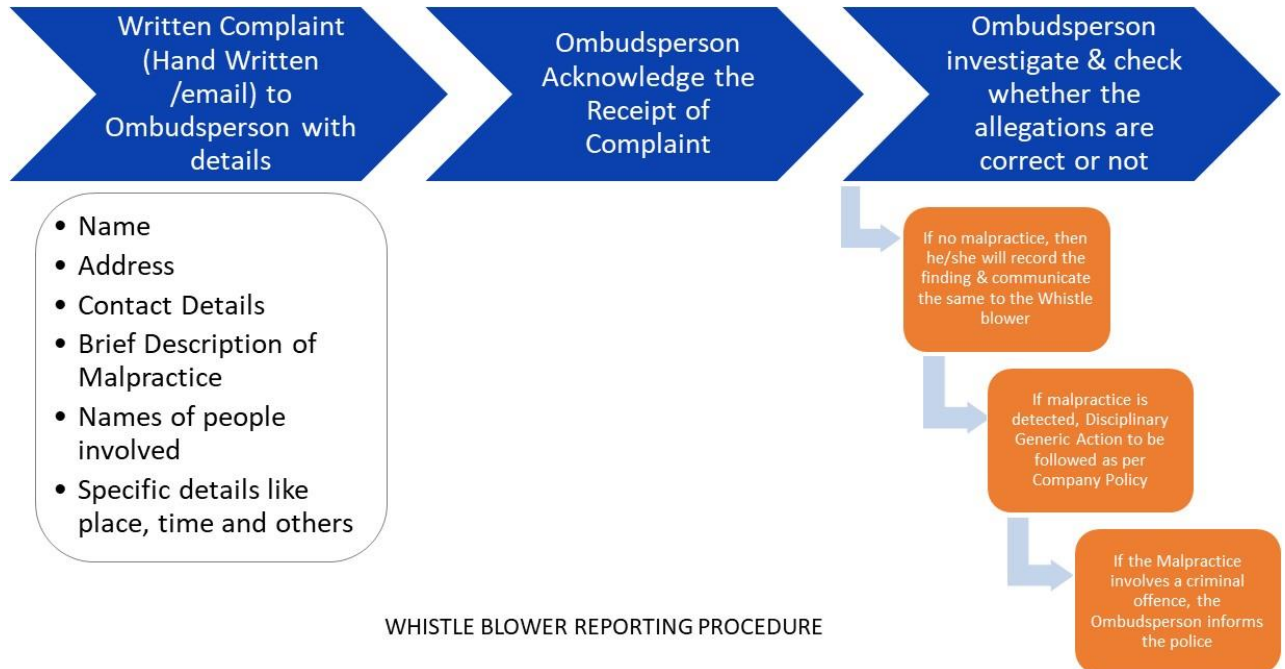 Written Complaint
(Hand Written
/email) to
Ombudsperson with
details
Ombudsperson
Acknowledge the
Receipt of
Complaint
Ombudsperson
investigate & check
whether the
allegations are
correct or not
• Name
• Address
• Contact Details
• Brief Description of
Malpractice
• Names of people
involved
• Specific details like
place, time and others
If no malpractice, then
he/she will record the
finding & communicate
the same to the Whistle
blower
If malpractice is
detected, Disciplinary
Generic Action to be
followed as per
Company Policy
If the Malpractice
involves a criminal
offence, the
Ombudsperson informs
the police
WHISTLE BLOWER REPORTING PROCEDURE